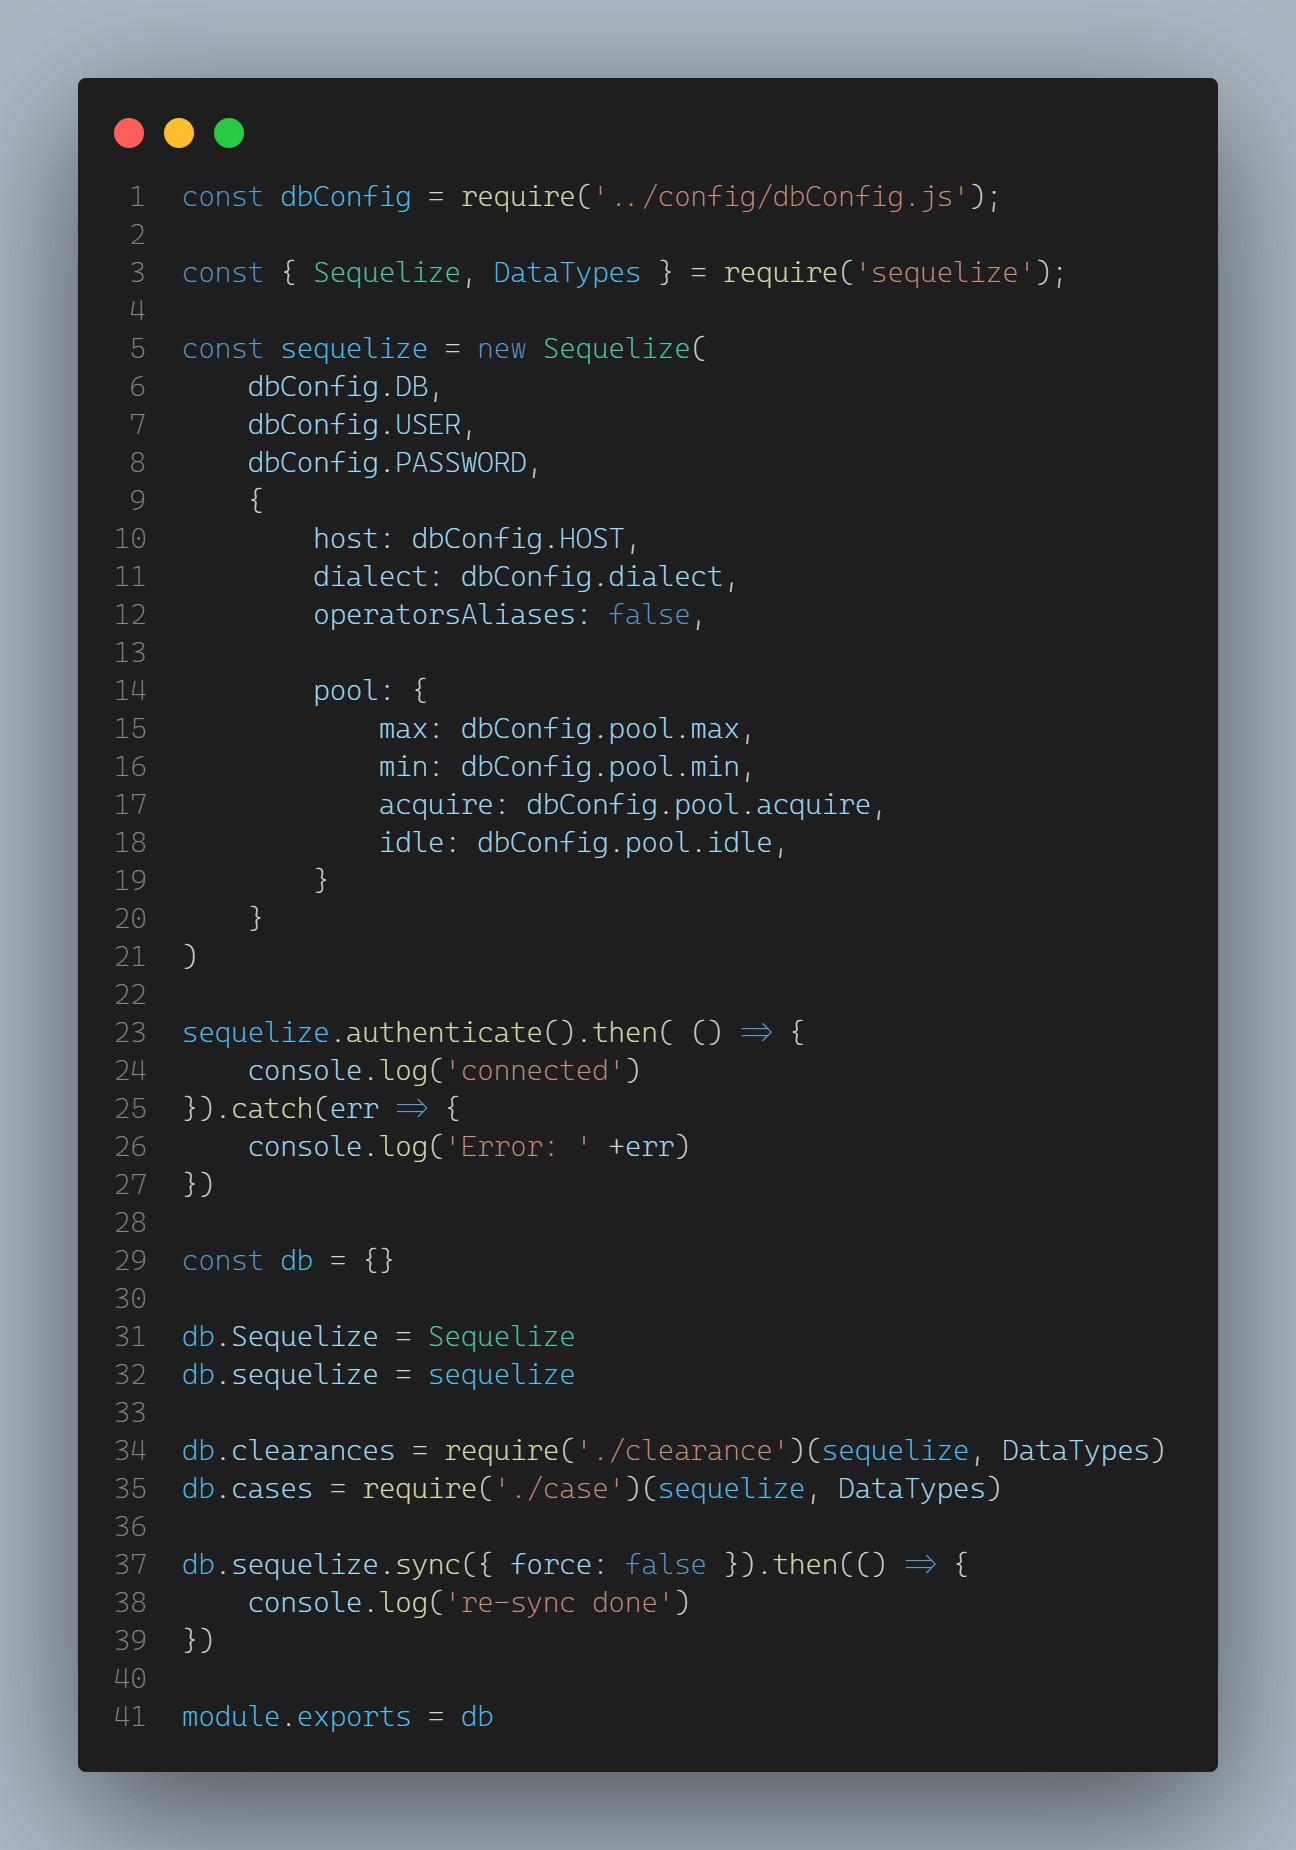 1 const dbConfig = require('../config/dbConfig.js');
2
3 const { Sequelize, DataTypes } = require('sequelize');
4
5 const sequelize = new Sequelize(
6     dbConfig.DB,
7     dbConfig.USER,
8     dbConfig.PASSWORD,
9     {
10         host: dbConfig.HOST,
11         dialect: dbConfig.dialect,
12         operatorsAliases: false,
13
14         pool: {
15             max: dbConfig.pool.max,
16             min: dbConfig.pool.min,
17             acquire: dbConfig.pool.acquire,
18             idle: dbConfig.pool.idle,
19         }
20     }
21 )
22
23 sequelize.authenticate().then( () => {
24     console.log('connected')
25 }).catch(err => {
26     console.log('Error: ' +err)
27 })
28
29 const db = {}
30
31 db.Sequelize = Sequelize
32 db.sequelize = sequelize
33
34 db.clearances = require('./clearance')(sequelize, DataTypes)
35 db.cases = require('./case')(sequelize, DataTypes)
36
37 db.sequelize.sync({ force: false }).then(() => {
38     console.log('re-sync done')
39 })
40
41 module.exports = db